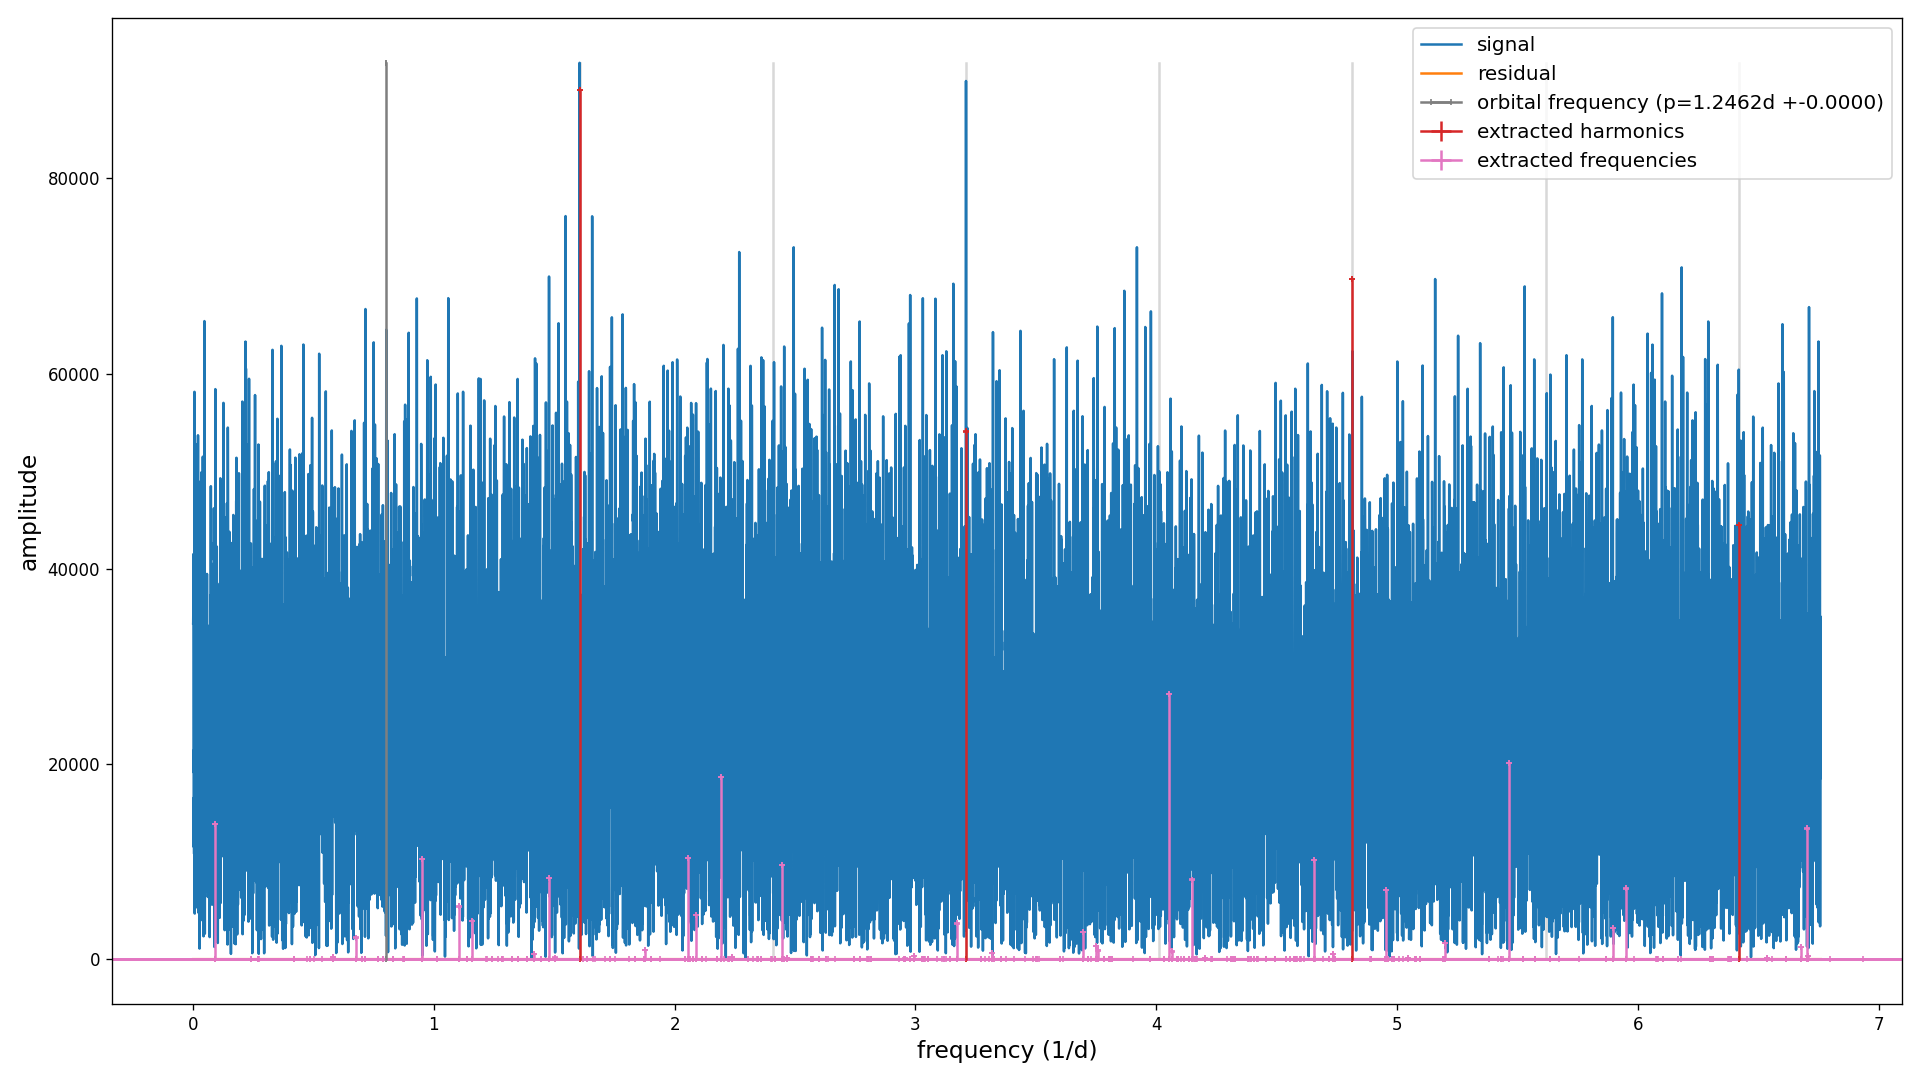 signal
residual
orbital frequency (p=1.2462d +-0.0000)
extracted harmonics
extracted frequencies
80000
60000
40000
20000
0
amplitude
0 1 2 3 4 5 6 7
frequency (1/d)